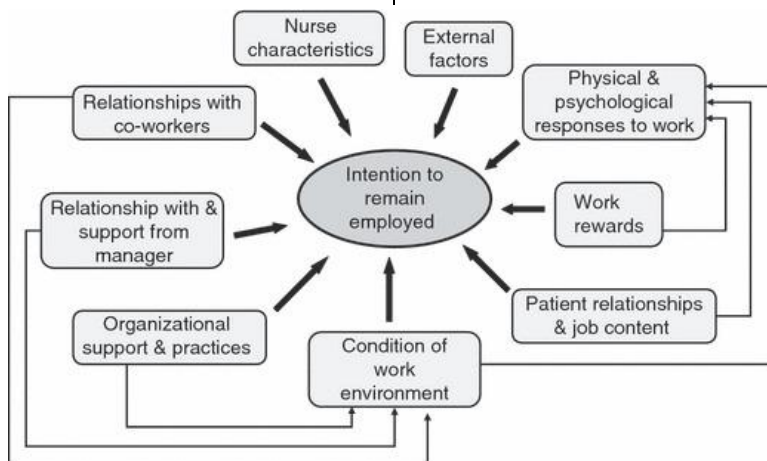 Nurse
characteristics
External
factors
Relationships with
co-workers
Physical &
psychological
responses to work
Intention to
remain
employed
Relationship with &
support from
manager
Work
rewards
Patient relationships
& job content
Organizational
support & practices
Condition of
work
environment